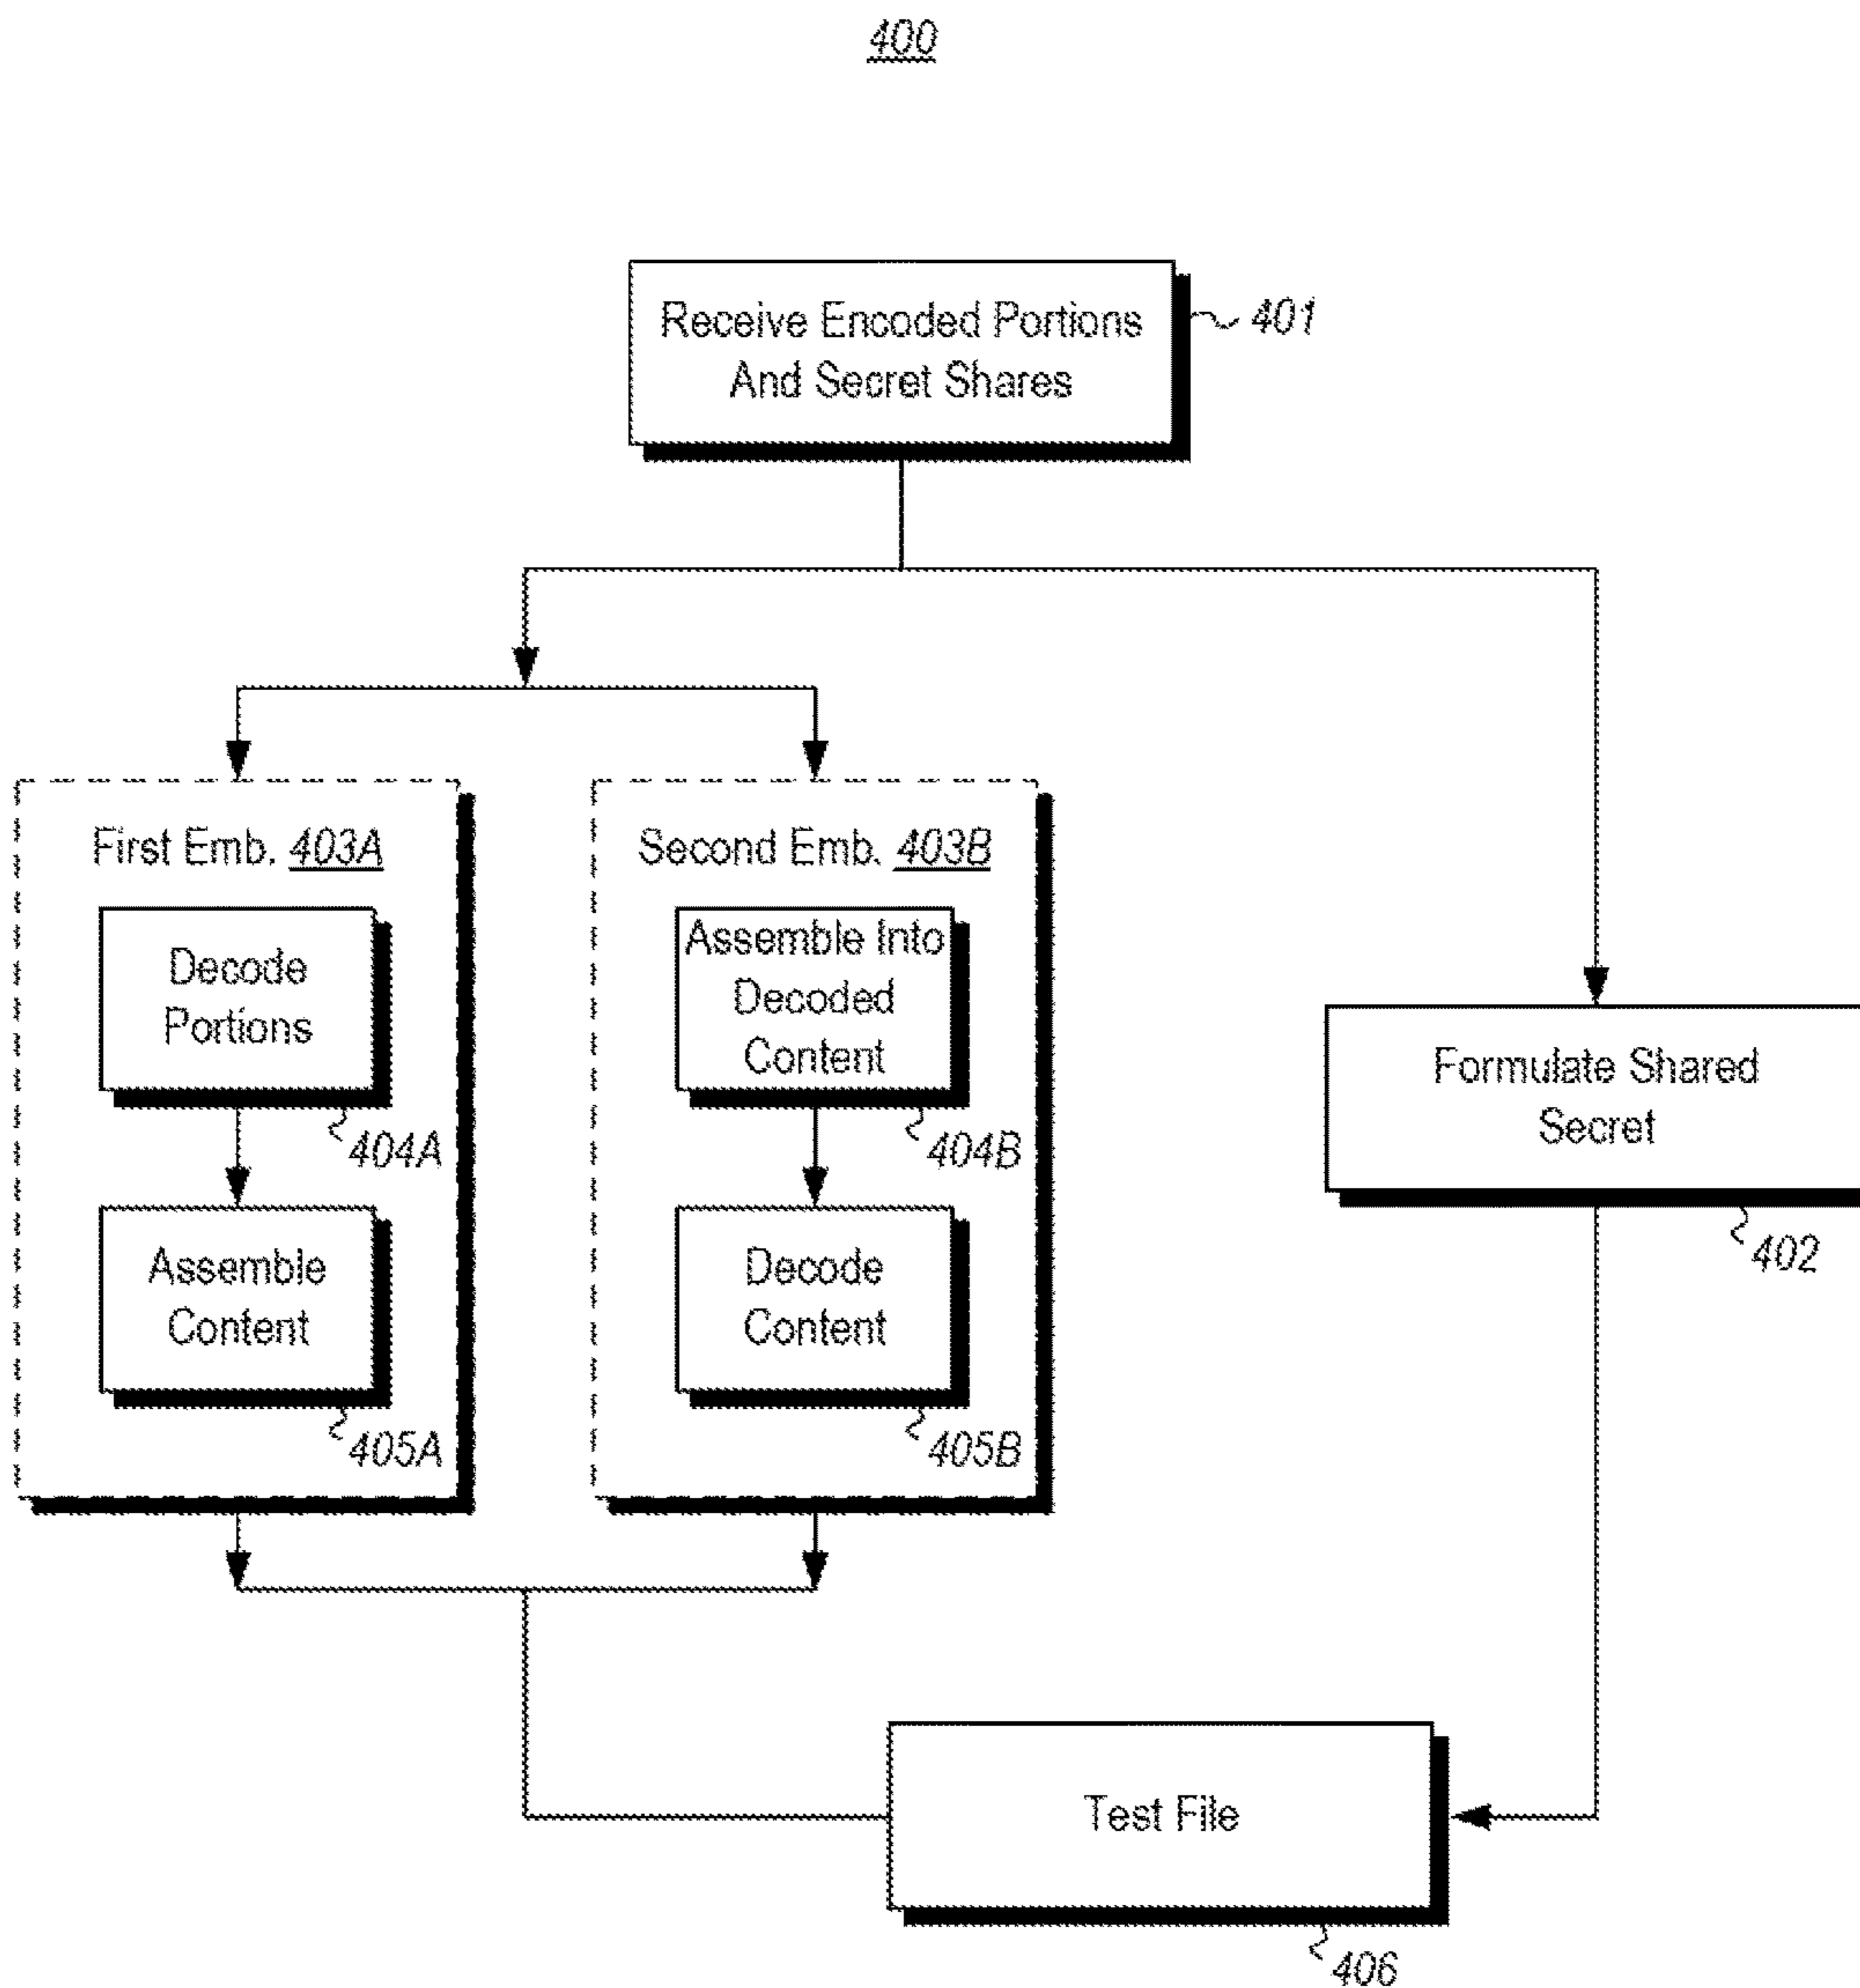 400
Receive Encoded Portions
And Secret Shares
401
First Emb. 403A
Decode
Portions
404A
Assemble
Content
405A
Second Emb. 403B
Assemble Into
Decoded
Content
404B
Decode
Content
405B
Formulate Shared
Secret
402
Test File
406